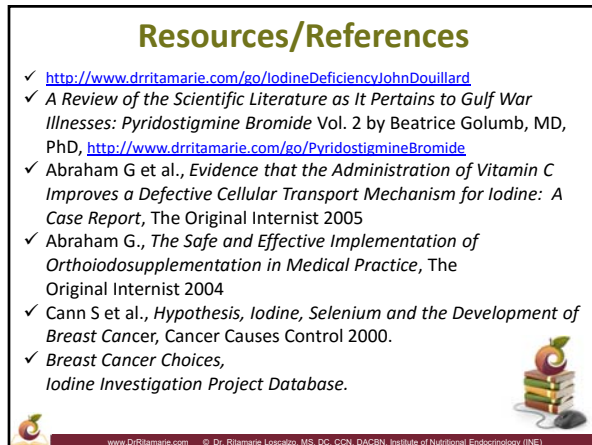 Resources/References
✓ http://www.drritamarie.com/go/IodineDeficiencyJohnDouillard
✓ A Review of the Scientific Literature as It Pertains to Gulf War
Illnesses: Pyridostigmine Bromide Vol. 2 by Beatrice Golumb, MD,
PhD, http://www.drritamarie.com/go/PyridostigmineBromide
✓ Abraham G et al., Evidence that the Administration of Vitamin C
Improves a Defective Cellular Transport Mechanism for Iodine: A
Case Report, The Original Internist 2005
✓ Abraham G., The Safe and Effective Implementation of
Orthoiodosupplementation in Medical Practice, The
Original Internist 2004
✓ Cann S et al., Hypothesis, Iodine, Selenium and the Development of
Breast Cancer, Cancer Causes Control 2000.
✓ Breast Cancer Choices,
Iodine Investigation Project Database.
www.DrRitamarie.com © Dr. Ritamarie Loscalzo, MS, DC, CCN, DACBN, Institute of Nutritional Endocrinology (INE)